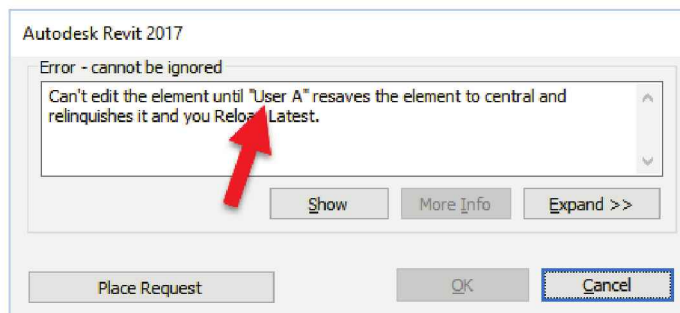 Autodesk Revit 2017
Error - cannot be ignored
Can't edit the element until "User A" resaves the element to central and
relinquishes it and you Reload Latest.
Show
More Info
Expand >>
Place Request
OK
Cancel